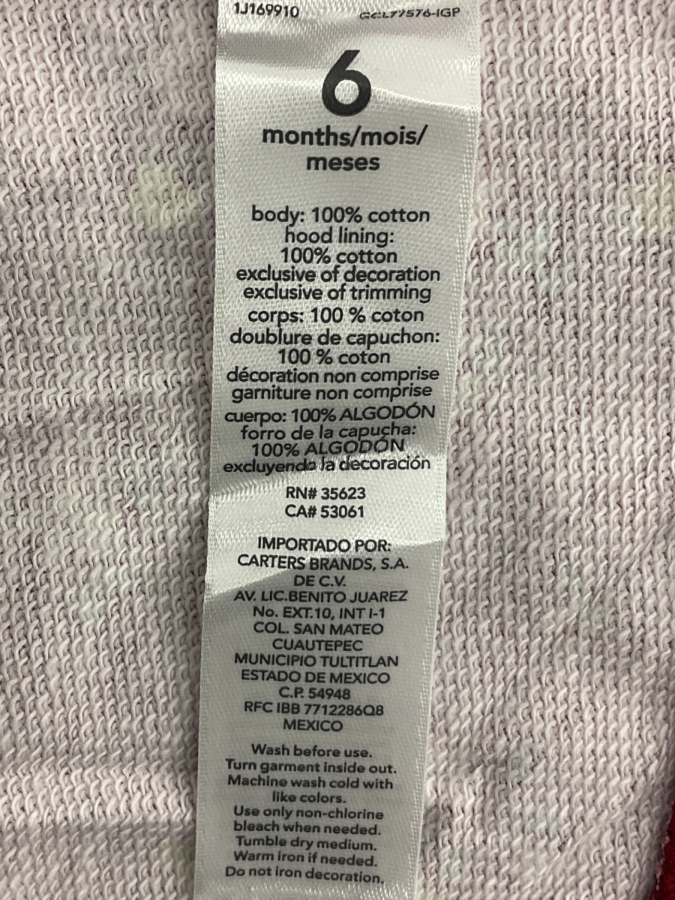 1J169910 GCL77576-IGP
6
months/mois/
meses
body: 100% cotton
hood lining:
100% cotton
exclusive of decoration
exclusive of trimming
corps: 100 % coton
doublure de capuchon:
100 % coton
décoration non comprise
garniture non comprise
cuerpo: 100% ALGODÓN
forro de la capucha:
100% ALGODÓN
excluyendo la decoración
RN# 35623
CA# 53061
IMPORTADO POR:
CARTERS BRANDS, S.A.
DE C.V.
AV. LIC.BENITO JUAREZ
No. EXT.10, INT I-1
COL. SAN MATEO
CUAUTEPEC
MUNICIPIO TULTITLAN
ESTADO DE MEXICO
C.P. 54948
RFC IBB 7712286Q8
MEXICO
Wash before use.
Turn garment inside out.
Machine wash cold with
like colors.
Use only non-chlorine
bleach when needed.
Tumble dry medium.
Warm iron if needed.
Do not iron decoration.